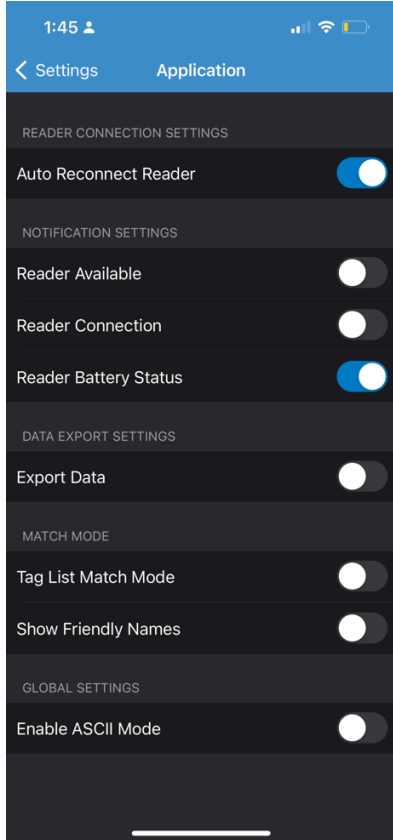 1:45
Settings
Application
READER CONNECTION SETTINGS
Auto Reconnect Reader
NOTIFICATION SETTINGS
Reader Available
Reader Connection
Reader Battery Status
DATA EXPORT SETTINGS
Export Data
MATCH MODE
Tag List Match Mode
Show Friendly Names
GLOBAL SETTINGS
Enable ASCII Mode